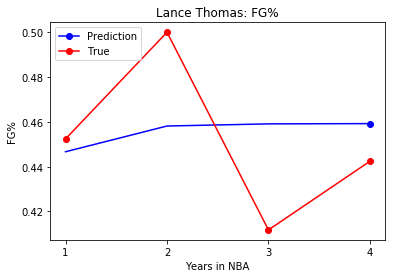 Lance Thomas: FG%
Prediction
True
FG%
0.50
0.48
0.46
0.44
0.42
1 2 3 4
Years in NBA